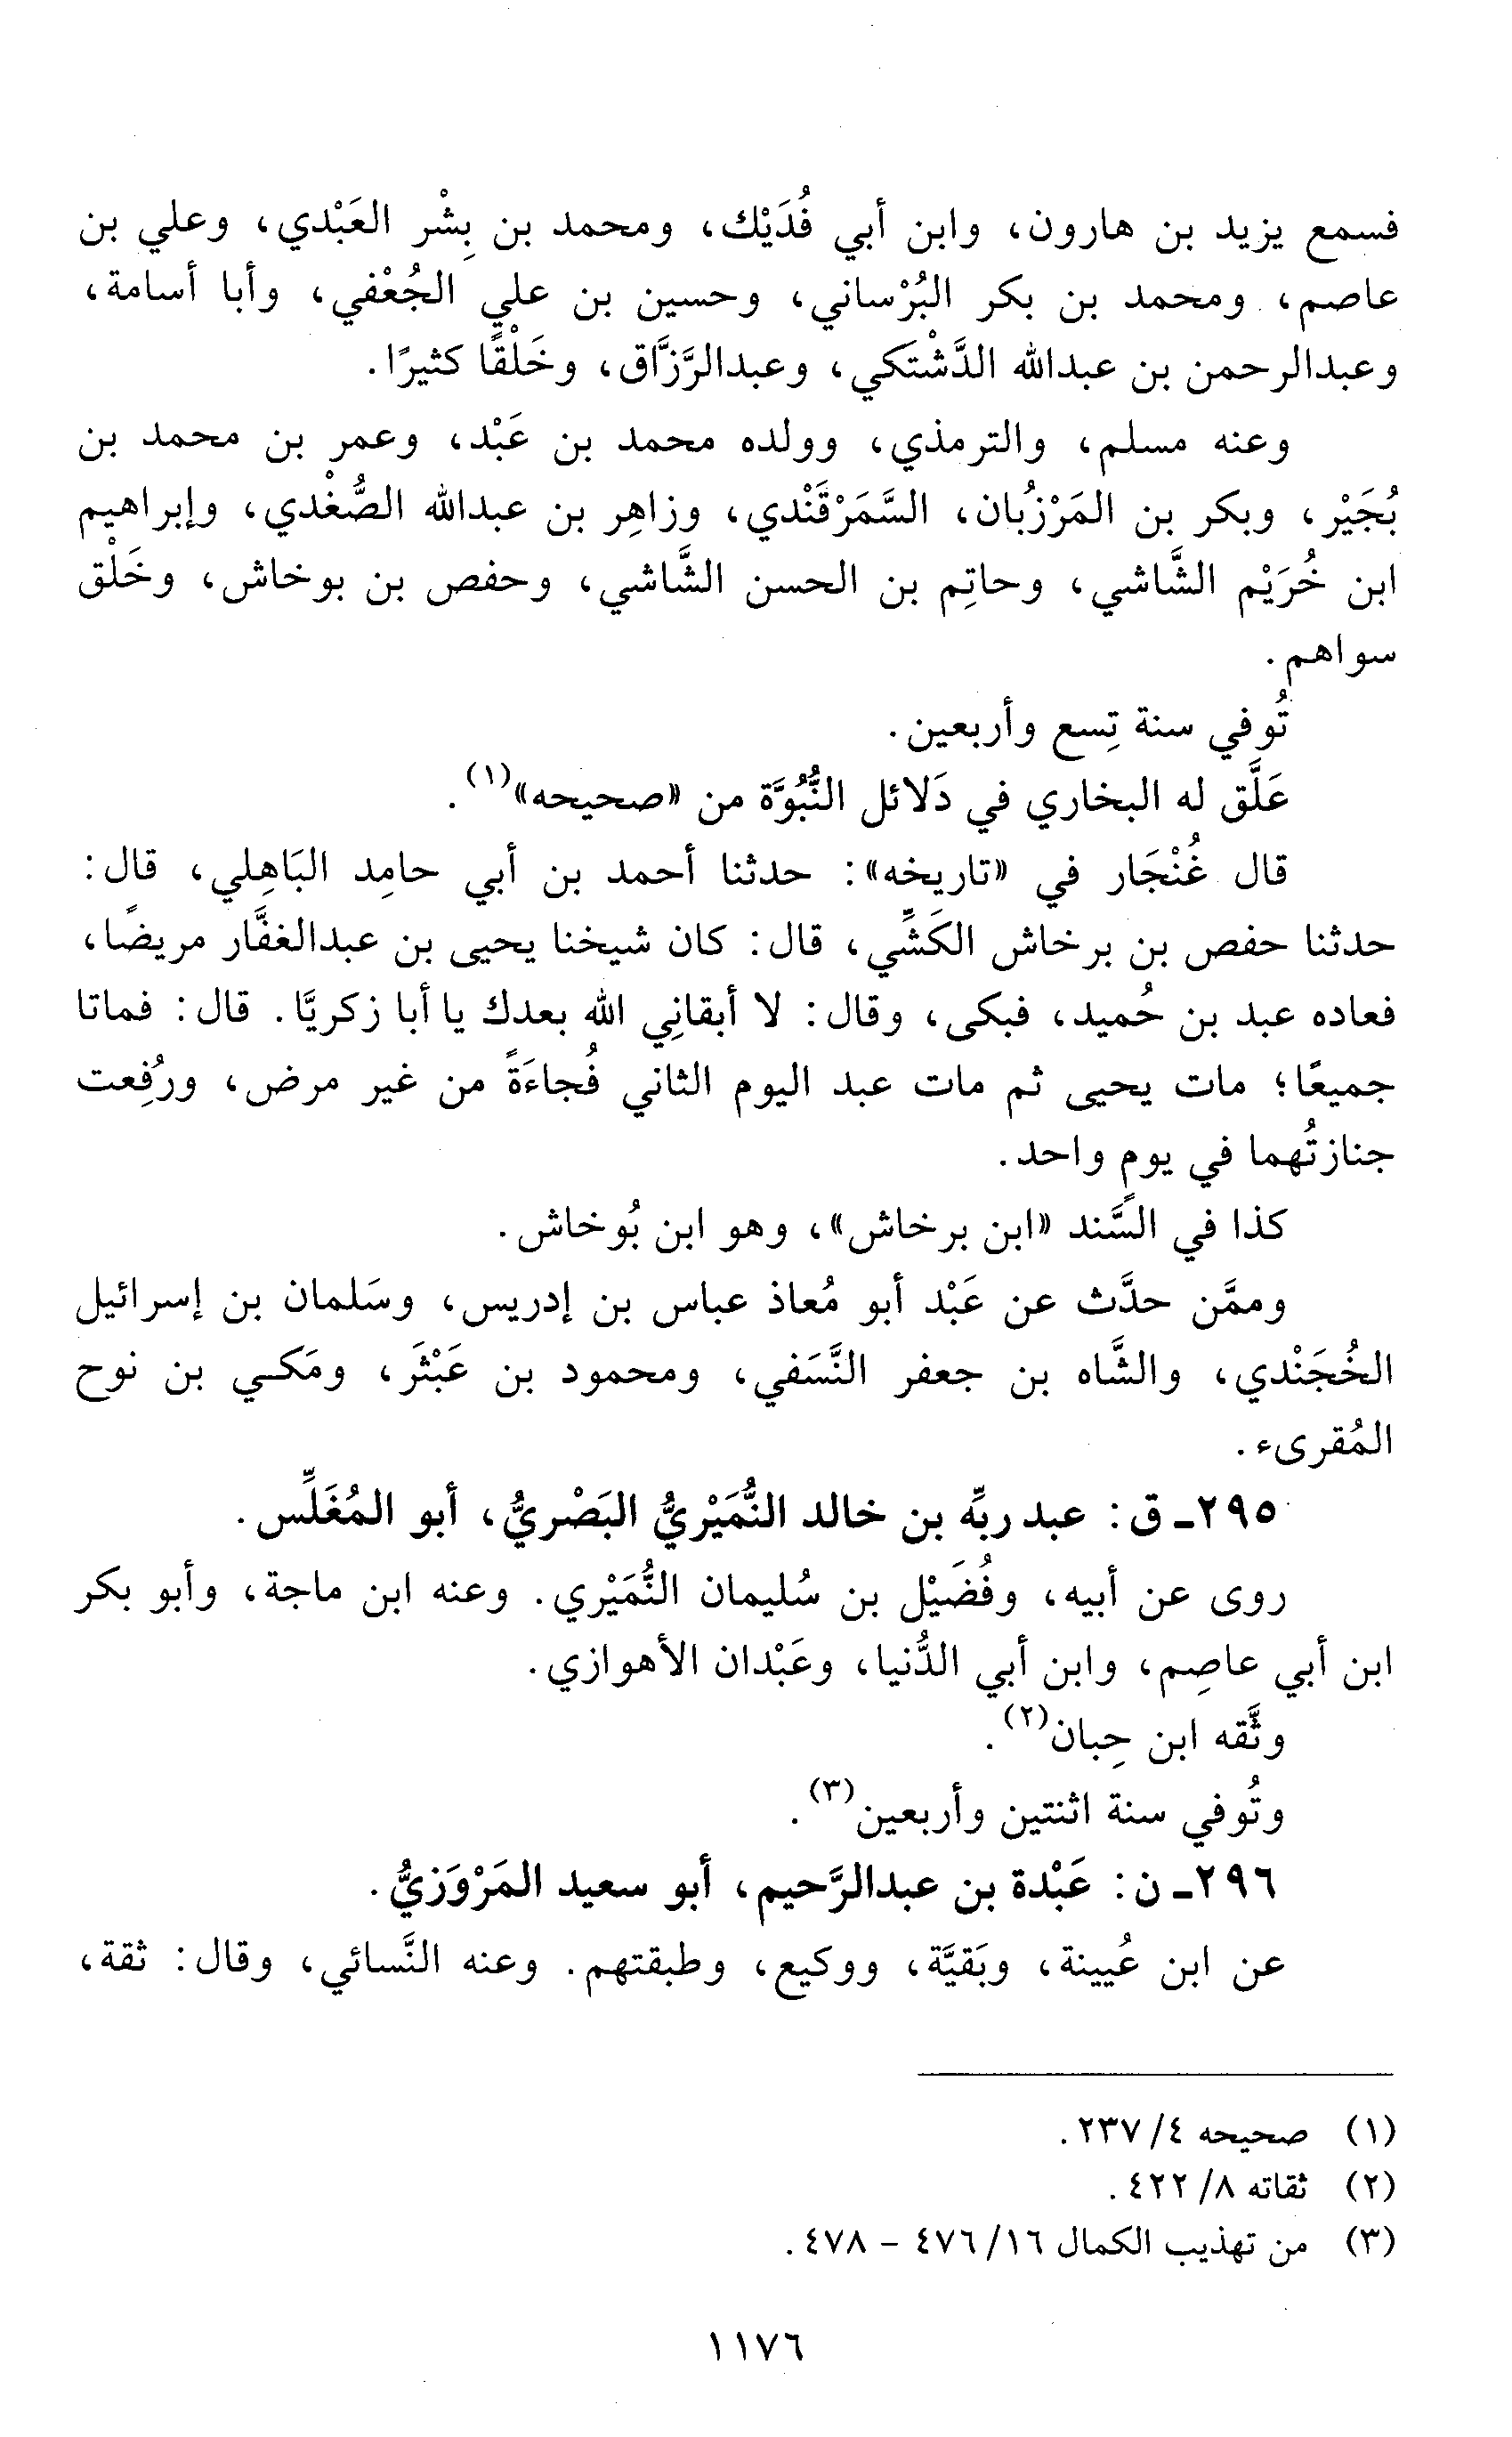 فسمع يزيد بن هارون، وابن أبي فُدَيْك، ومحمد بن بِشْر العَبْدي، وعلي بن
عاصم، ومحمد بن بكر البُرْساني، وحسين بن علي الجُعْفي، وأبا أسامة،
وعبدالرحمن بن عبدالله الدَّشْتَكي، وعبدالرَّزَّاق، وخَلْقًا كثيرًا.
وعنه مسلم، والترمذي، وولده محمد بن عَبْد، وعمر بن محمد بن
بُجَيْر، وبكر بن المَرْزُبان، السَّمَرْقَنْدي، وزاهِر بن عبدالله الصُّغْدي، وإبراهيم
ابن خُرَيْم الشَّاشي، وحاتِم بن الحسن الشَّاشي، وحفص بن بوخاش، وخَلْق
سواهم.
تُوفي سنة تِسع وأربعين.
عَلَّق له البخاري في دَلائل النُّبُوَّة من «صحيحه»(١).
قال غُنْجَار في «تاريخه»: حدثنا أحمد بن أبي حامِد البَاهِلي، قال:
حدثنا حفص بن برخاش الكَشِّي، قال: كان شيخنا يحيى بن عبدالغفَّار مريضًا،
فعاده عبد بن حُميد، فبكى، وقال: لا أبقانِي الله بعدك يا أبا زكريَّا. قال: فماتا
جميعًا؛ مات يحيى ثم مات عبد اليوم الثاني فُجاءَةً من غير مرض، ورُفِعت
جنازتُهما في يومٍ واحد.
كذا في السَّند «ابن برخاش»، وهو ابن بُوخاش.
وممَّن حدَّث عن عَبْد أبو مُعاذ عباس بن إدريس، وسَلمان بن إسرائيل
الخُجَنْدي، والشَّاه بن جعفر النَّسَفي، ومحمود بن عَبْثَر، ومَكي بن نوح
المُقرىء.
٢٩٥ـ ق: عبد ربِّه بن خالد النُّمَيْريُّ البَصْريُّ، أبو المُغَلِّس.
روى عن أبيه، وفُضَيْل بن سُليمان النُّمَيْري. وعنه ابن ماجة، وأبو بكر
ابن أبي عاصِم، وابن أبي الدُّنيا، وعَبْدان الأهوازي.
وثَّقه ابن حِبان(٢).
وتُوفي سنة اثنتين وأربعين(٣).
٢٩٦ـ ن: عَبْدة بن عبدالرَّحيم، أبو سعيد المَرْوَزيُّ.
عن ابن عُيينة، وبَقيَّة، ووكيع، وطبقتهم. وعنه النَّسائي، وقال: ثقة،
(١) صحيحه ٤/ ٢٣٧.
(٢) ثقاته ٨/ ٤٢٢.
(٣) من تهذيب الكمال ١٦/ ٤٧٦ - ٤٧٨.
١١٧٦